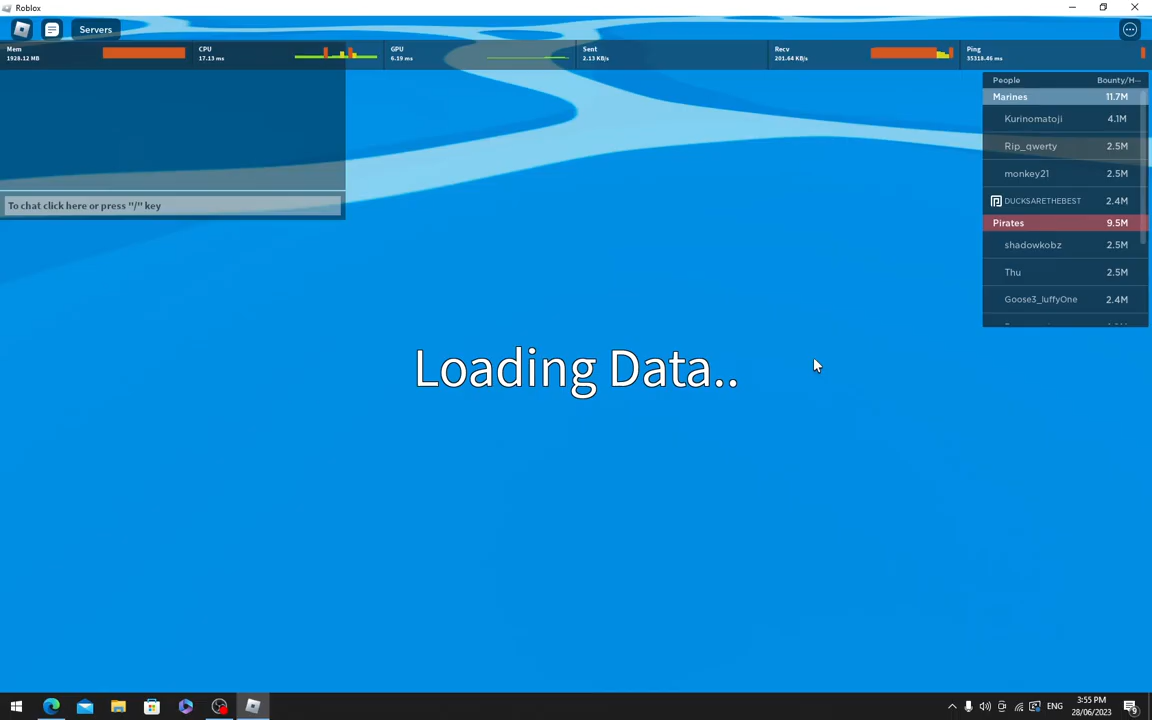 Roblox
Servers
Mem
1928.12 MB
CPU
17.13 ms
GPU
6.19 ms
Sent
2.13 KB/s
Recv
201.64 KB/s
Ping
35318.46 ms
To chat click here or press "/" key
People Bounty/H—
Marines 11.7M
Kurinomatoji 4.1M
Rip_qwerty 2.5M
monkey21 2.5M
DUCKSARETHEBEST 2.4M
Pirates 9.5M
shadowkobz 2.5M
Thu 2.5M
Goose3_luffyOne 2.4M
Loading Data..
ENG
3:55 PM
28/06/2023
9